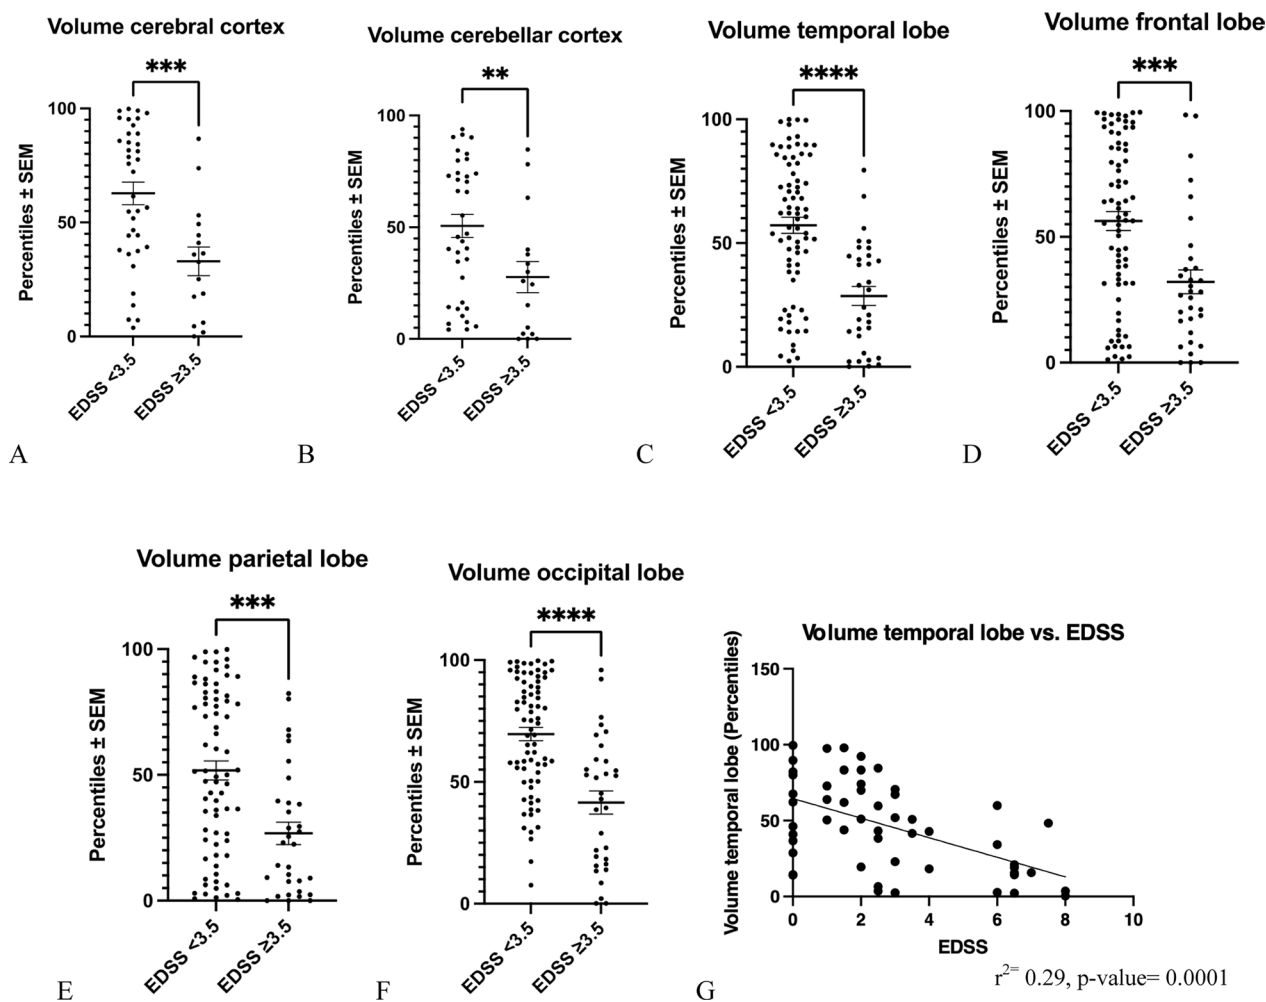 Volume cerebral cortex
***
Percentiles ± SEM
100
50
0
EDSS <3.5
EDSS ≥3.5
A
Volume cerebellar cortex
**
Percentiles ± SEM
100
50
0
EDSS <3.5
EDSS ≥3.5
B
Volume temporal lobe
****
Percentiles ± SEM
100
50
0
EDSS <3.5
EDSS ≥3.5
C
Volume frontal lobe
***
Percentiles ± SEM
100
50
0
EDSS <3.5
EDSS ≥3.5
D
Volume parietal lobe
***
Percentiles ± SEM
100
50
0
EDSS <3.5
EDSS ≥3.5
E
Volume occipital lobe
****
Percentiles ± SEM
100
50
0
EDSS <3.5
EDSS ≥3.5
F
Volume temporal lobe vs. EDSS
Volume temporal lobe (Percentiles)
150
100
50
0
0 2 4 6 8 10
EDSS
r²⁼ 0.29, p-value= 0.0001
G